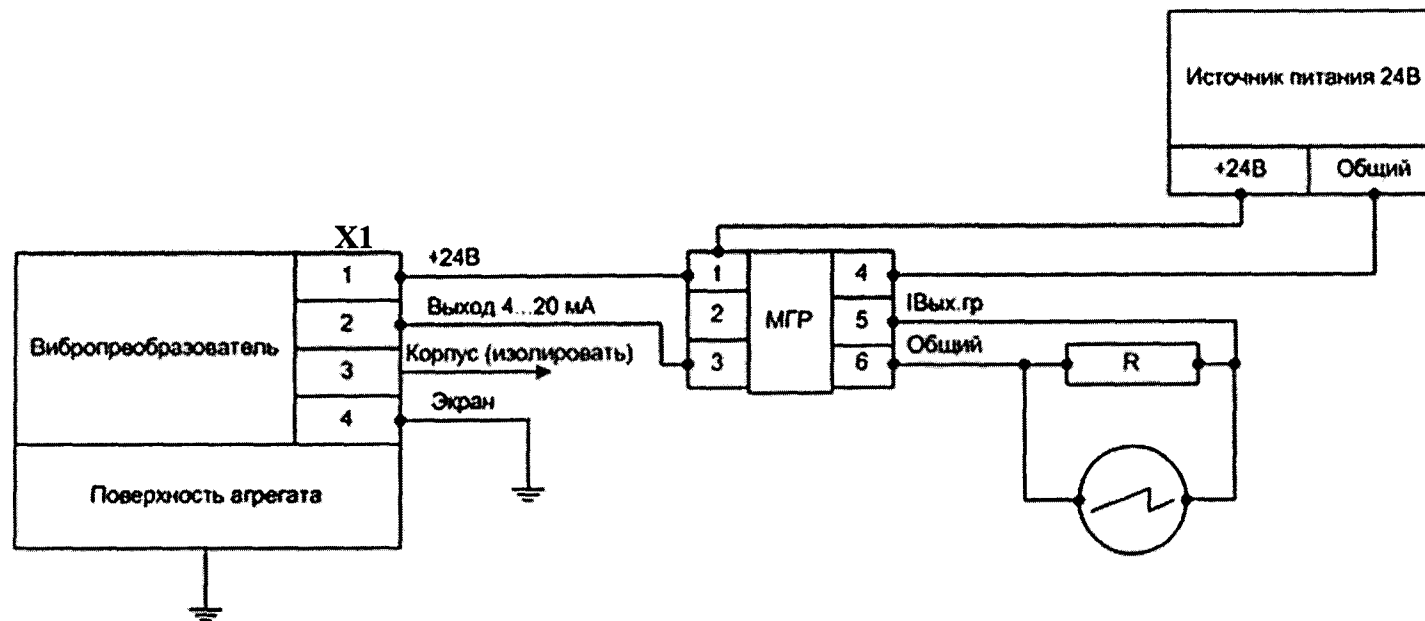 Источник питания 24В
+24В
Общий
X1
Вибропреобразователь
1
2
3
4
+24В
Выход 4...20 мА
Корпус (изолировать)
Экран
Поверхность агрегата
1
2
3
МГР
4
5
6
IВых.гр
Общий
R